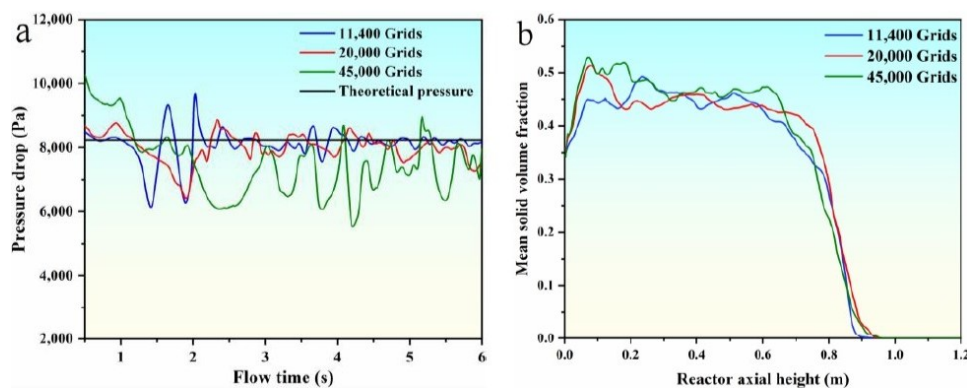 a
11,400 Grids
20,000 Grids
45,000 Grids
Theoretical pressure
Pressure drop (Pa)
12,000
10,000
8,000
6,000
4,000
2,000
1 2 3 4 5 6
Flow time (s)
b
11,400 Grids
20,000 Grids
45,000 Grids
Mean solid volume fraction
0.6
0.5
0.4
0.3
0.2
0.1
0.0
0.0 0.2 0.4 0.6 0.8 1.0 1.2
Reactor axial height (m)